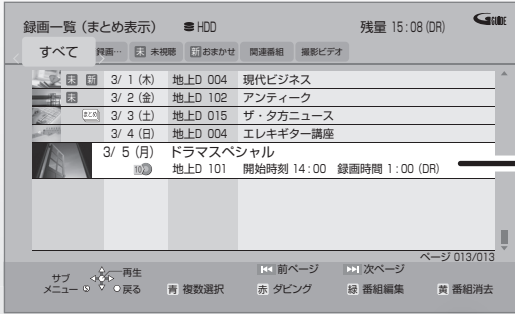 録画一覧（まとめ表示） HDD 残量 15：08（DR） GGUIDE
すべて 録画… 未 未視聴 新 おまかせ 関連番組 撮影ビデオ
未 新 3/ 1（木） 地上D 004 現代ビジネス
未 3/ 2（金） 地上D 102 アンティーク
まとめ 3/ 3（土） 地上D 015 ザ・タ方ニュース
3/ 4（日） 地上D 004 エレキギター講座
3/ 5（月） ドラマスペシャル
地上D 101 開始時刻 14：00 録画時間 1：00（DR）
ページ 013/013
サブメニュー S 再生 戻る
前ページ 次ページ
青 複数選択 赤 ダビング 緑 番組編集 黄 番組消去